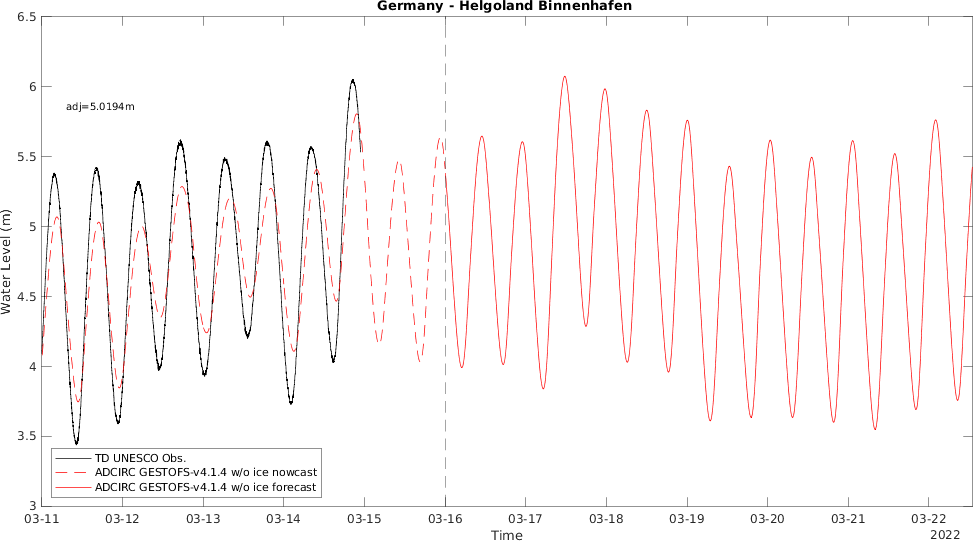 Germany - Helgoland Binnenhafen
6.5
6
5.5
5
4.5
4
3.5
3
Water Level (m)
adj=5.0194m
TD UNESCO Obs.
ADCIRC GESTOFS-v4.1.4 w/o ice nowcast
ADCIRC GESTOFS-v4.1.4 w/o ice forecast
03-11 03-12 03-13 03-14 03-15 03-16 03-17 03-18 03-19 03-20 03-21 03-22
Time
2022